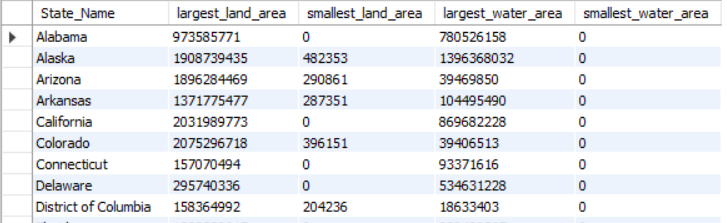 State_Name largest_land_area smallest_land_area largest_water_area smallest_water_area
Alabama 973585771 0 780526158 0
Alaska 1908739435 482353 1396368032 0
Arizona 1896284469 290861 39469850 0
Arkansas 1371775477 287351 104495490 0
California 2031989773 0 869682228 0
Colorado 2075296718 396151 39406513 0
Connecticut 157070494 0 93371616 0
Delaware 295740336 0 534631228 0
District of Columbia 158364992 204236 18633403 0